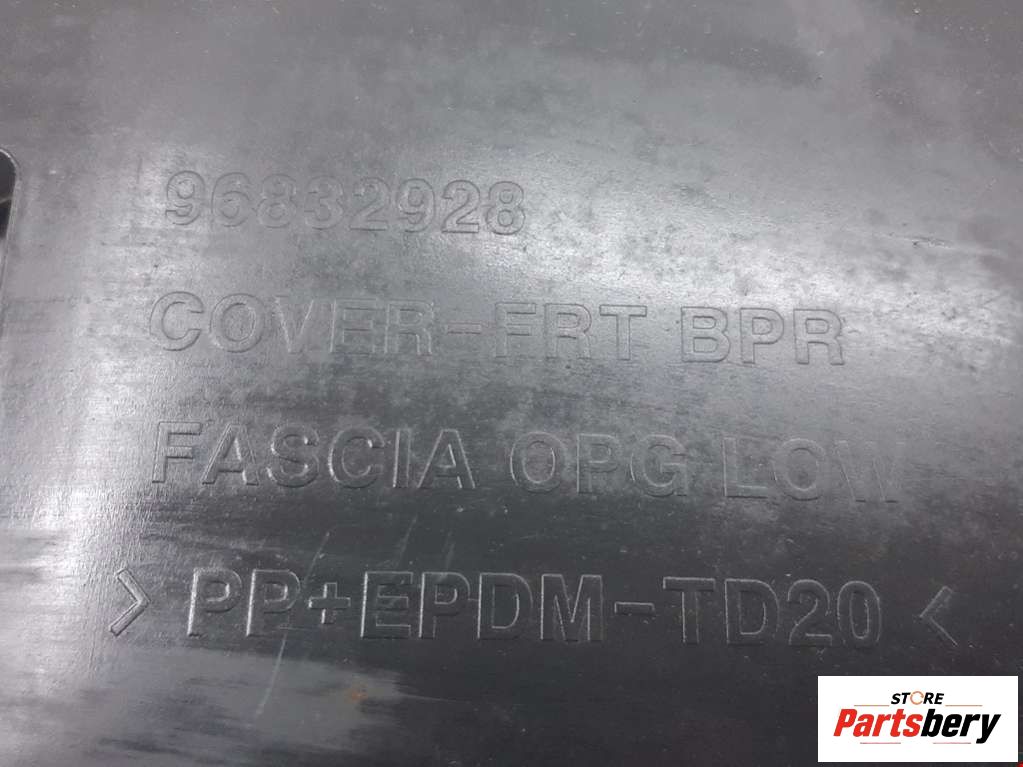 96832928
COVER-FRT BPR
FASCIA OPG LOW
> PP+EPDM-TD20 <
STORE
Partsbery